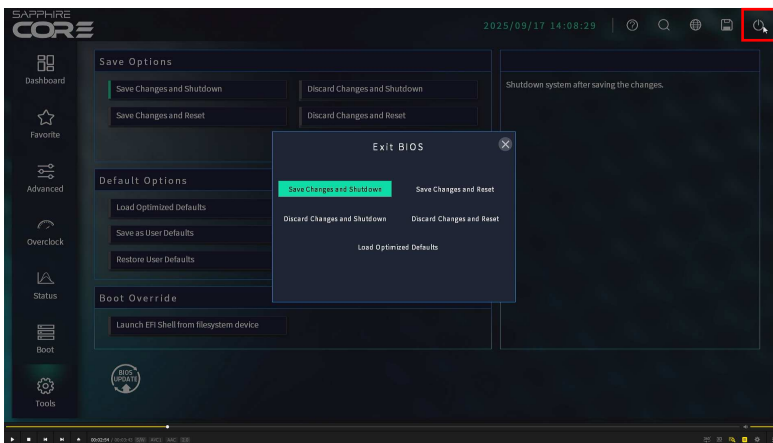 SAPPHIRE
CORE
2025/09/17 14:08:29
Dashboard
Favorite
Advanced
Overclock
Status
Boot
Tools
Save Options
Save Changes and Shutdown
Discard Changes and Shutdown
Save Changes and Reset
Discard Changes and Reset
Shutdown system after saving the changes.
Default Options
Load Optimized Defaults
Save as User Defaults
Restore User Defaults
Boot Override
Launch EFI Shell from filesystem device
BIOS
UPDATE
Exit BIOS
Save Changes and Shutdown
Save Changes and Reset
Discard Changes and Shutdown
Discard Changes and Reset
Load Optimized Defaults